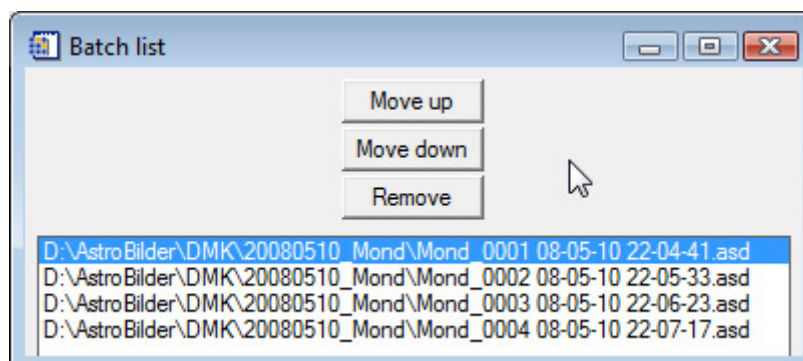 Batch list
Move up
Move down
Remove
D:\AstroBilder\DMK\20080510_Mond\Mond_0001 08-05-10 22-04-41.asd
D:\AstroBilder\DMK\20080510_Mond\Mond_0002 08-05-10 22-05-33.asd
D:\AstroBilder\DMK\20080510_Mond\Mond_0003 08-05-10 22-06-23.asd
D:\AstroBilder\DMK\20080510_Mond\Mond_0004 08-05-10 22-07-17.asd